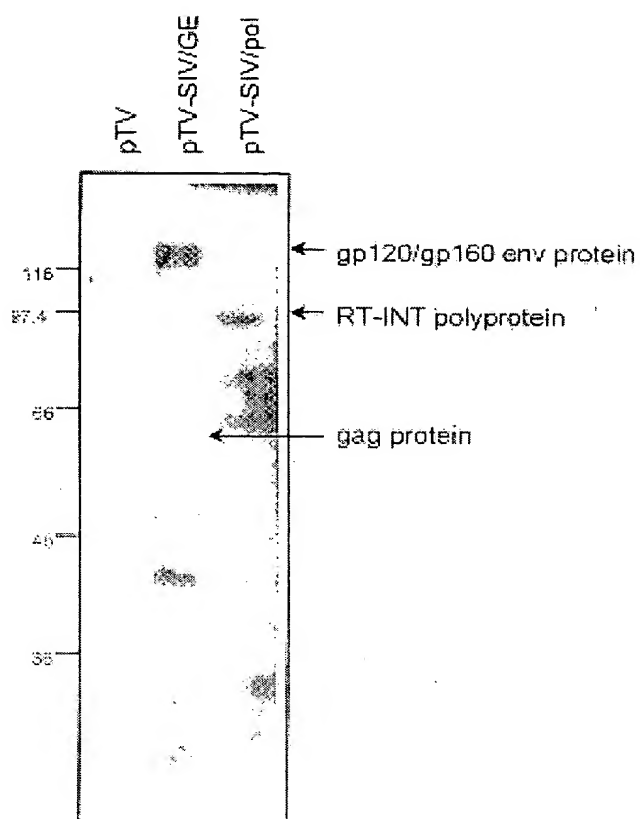 pTV
pTV-SIV/GE
pTV-SIV/pol
gp120/gp160 env protein
116
97.4
RT-INT polyprotein
66
gag protein
45